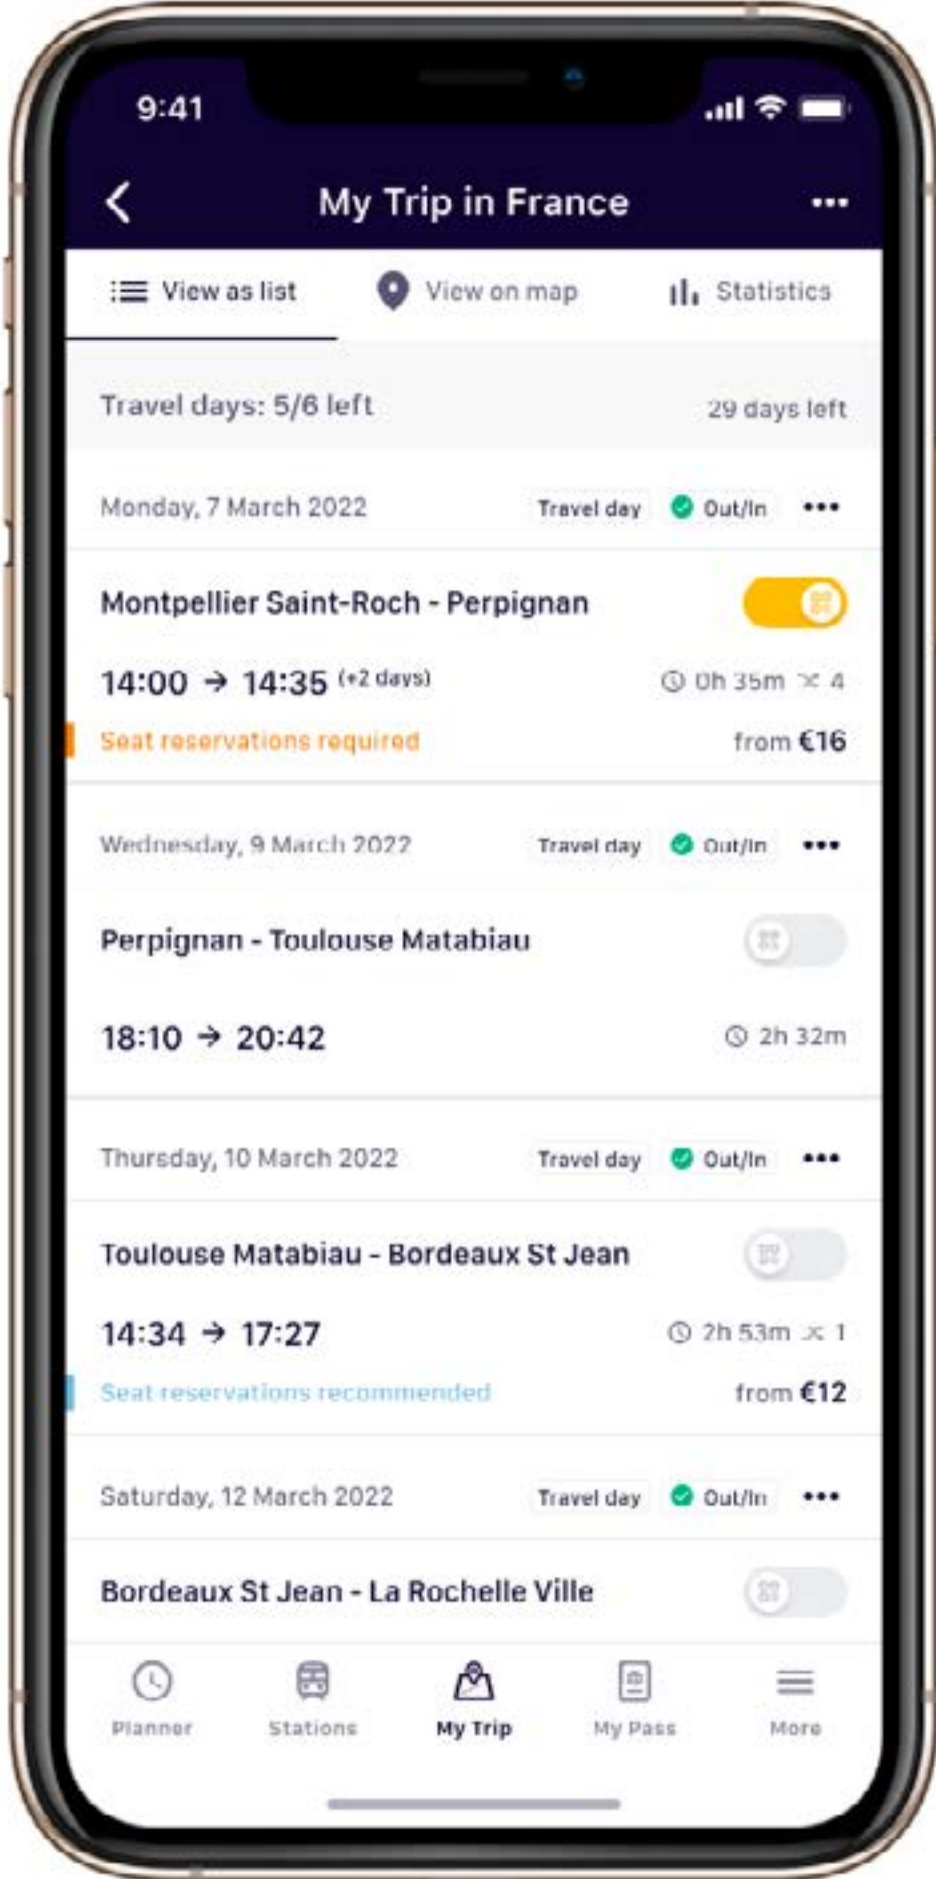 9:41
My Trip in France
View as list View on map Statistics
Travel days: 5/6 left 29 days left
Monday, 7 March 2022 Travel day Out/In
Montpellier Saint-Roch - Perpignan
14:00 → 14:35 (+2 days) 0h 35m 4
Seat reservations required from €16
Wednesday, 9 March 2022 Travel day Out/In
Perpignan - Toulouse Matabiau
18:10 → 20:42 2h 32m
Thursday, 10 March 2022 Travel day Out/In
Toulouse Matabiau - Bordeaux St Jean
14:34 → 17:27 2h 53m 1
Seat reservations recommended from €12
Saturday, 12 March 2022 Travel day Out/In
Bordeaux St Jean - La Rochelle Ville
Planner Stations My Trip My Pass More